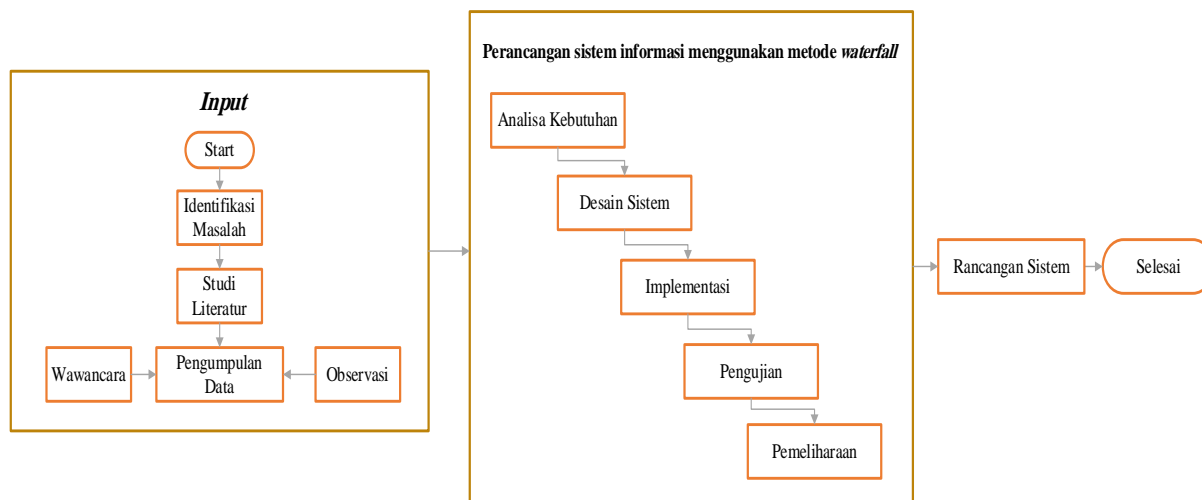 Input
Start
Identifikasi
Masalah
Studi
Literatur
Wawancara
Pengumpulan
Data
Observasi
Perancangan sistem informasi menggunakan metode waterfall
Analisa Kebutuhan
Desain Sistem
Implementasi
Pengujian
Pemeliharaan
Rancangan Sistem
Selesai